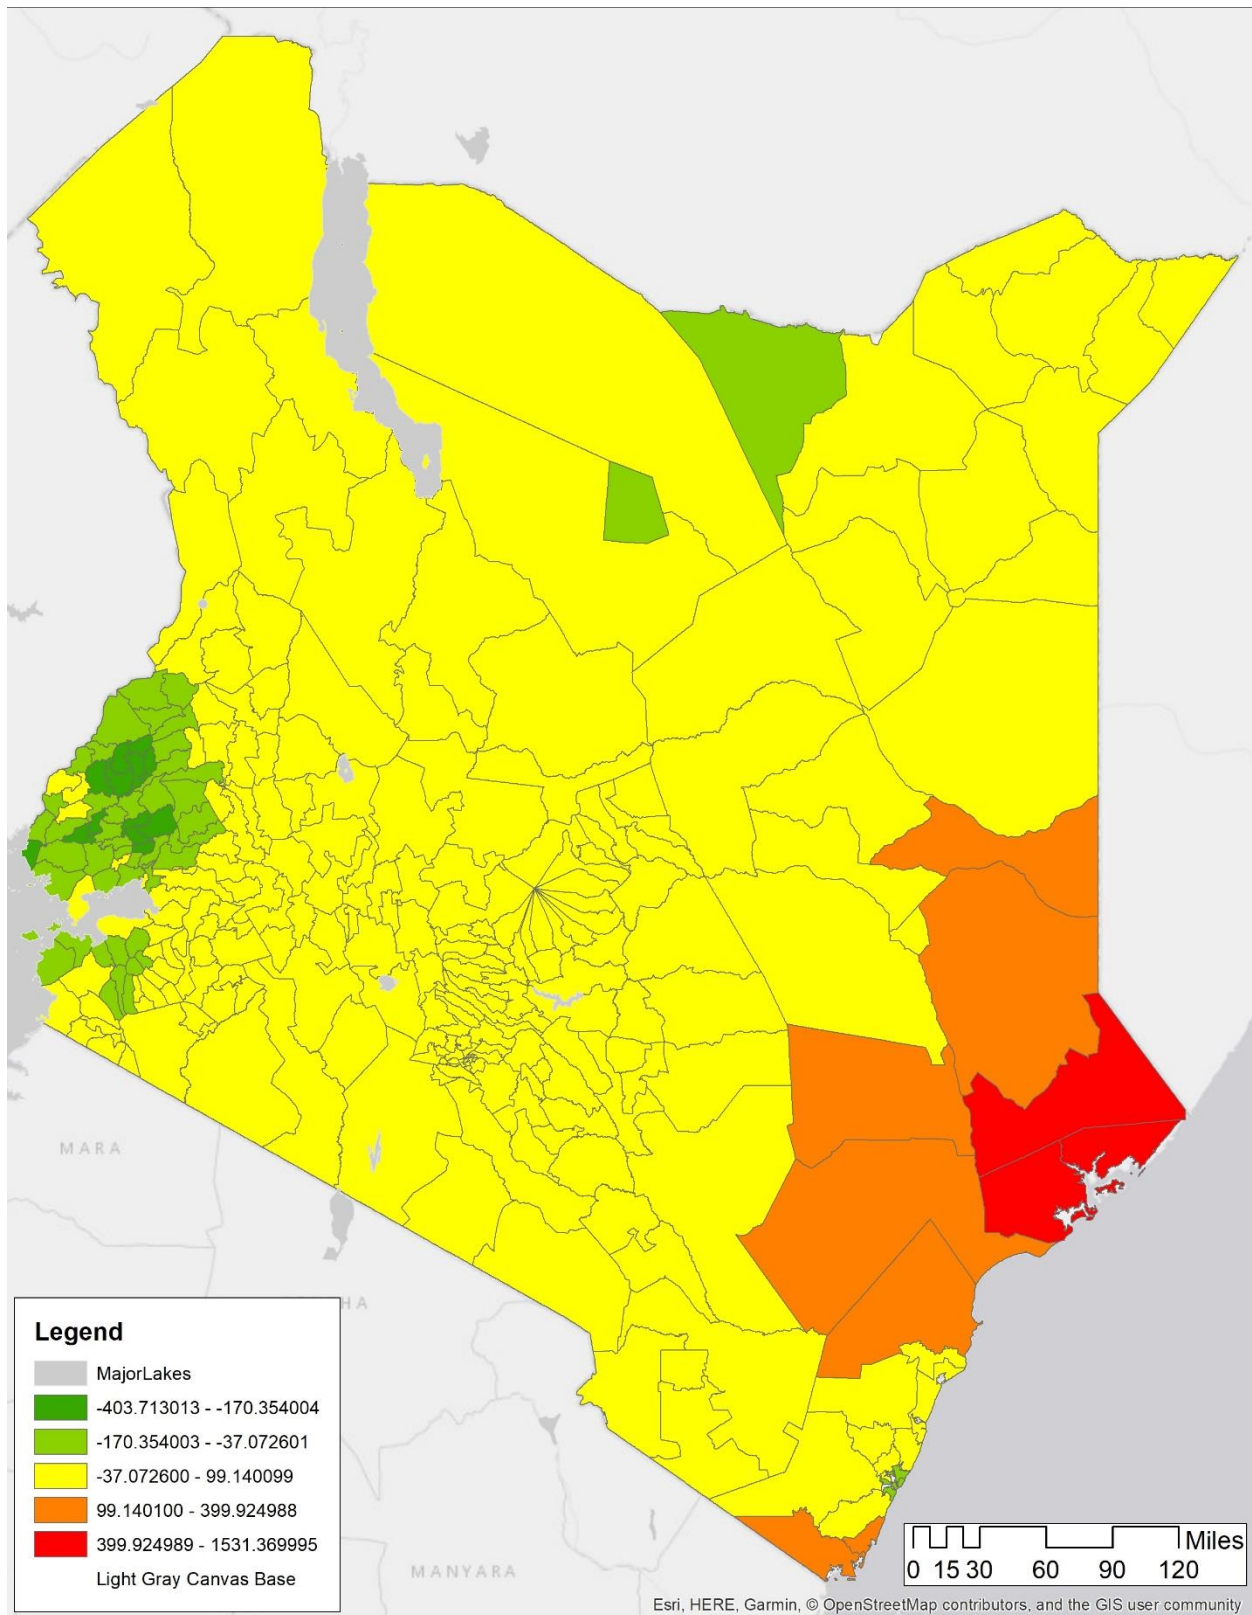 MARA
HA
MANYARA
Legend
MajorLakes
-403.713013 - -170.354004
-170.354003 - -37.072601
-37.072600 - 99.140099
99.140100 - 399.924988
399.924989 - 1531.369995
Light Gray Canvas Base
Miles
0 15 30 60 90 120
Esri, HERE, Garmin, © OpenStreetMap contributors, and the GIS user community